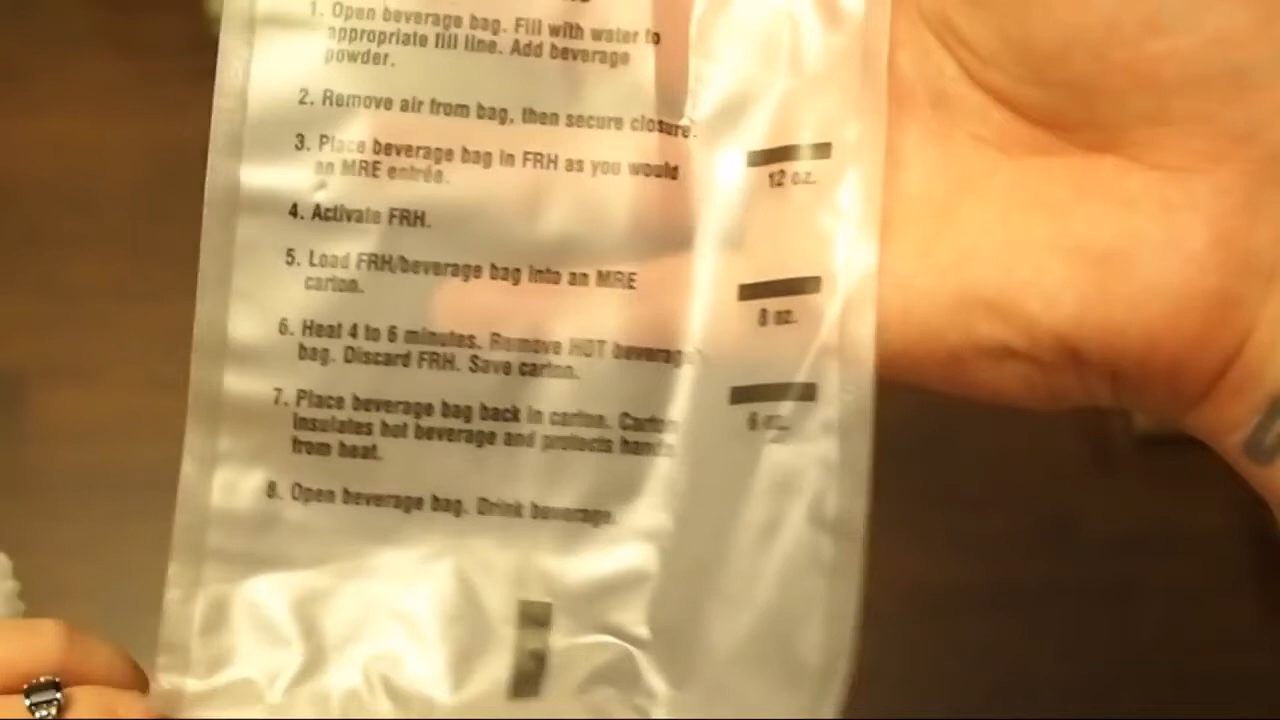 1. Open beverage bag. Fill with water to
appropriate fill line. Add beverage
powder.
2. Remove air from bag, then secure closure.
3. Place beverage bag in FRH as you would
an MRE entrée.
12 oz.
4. Activate FRH.
5. Load FRH/beverage bag into an MRE
carton.
8 oz.
6. Heat 4 to 6 minutes. Remove HOT beverage
bag. Discard FRH. Save carton.
7. Place beverage bag back in carton. Carton
insulates hot beverage and protects hands
from heat.
6 oz.
8. Open beverage bag. Drink beverage.